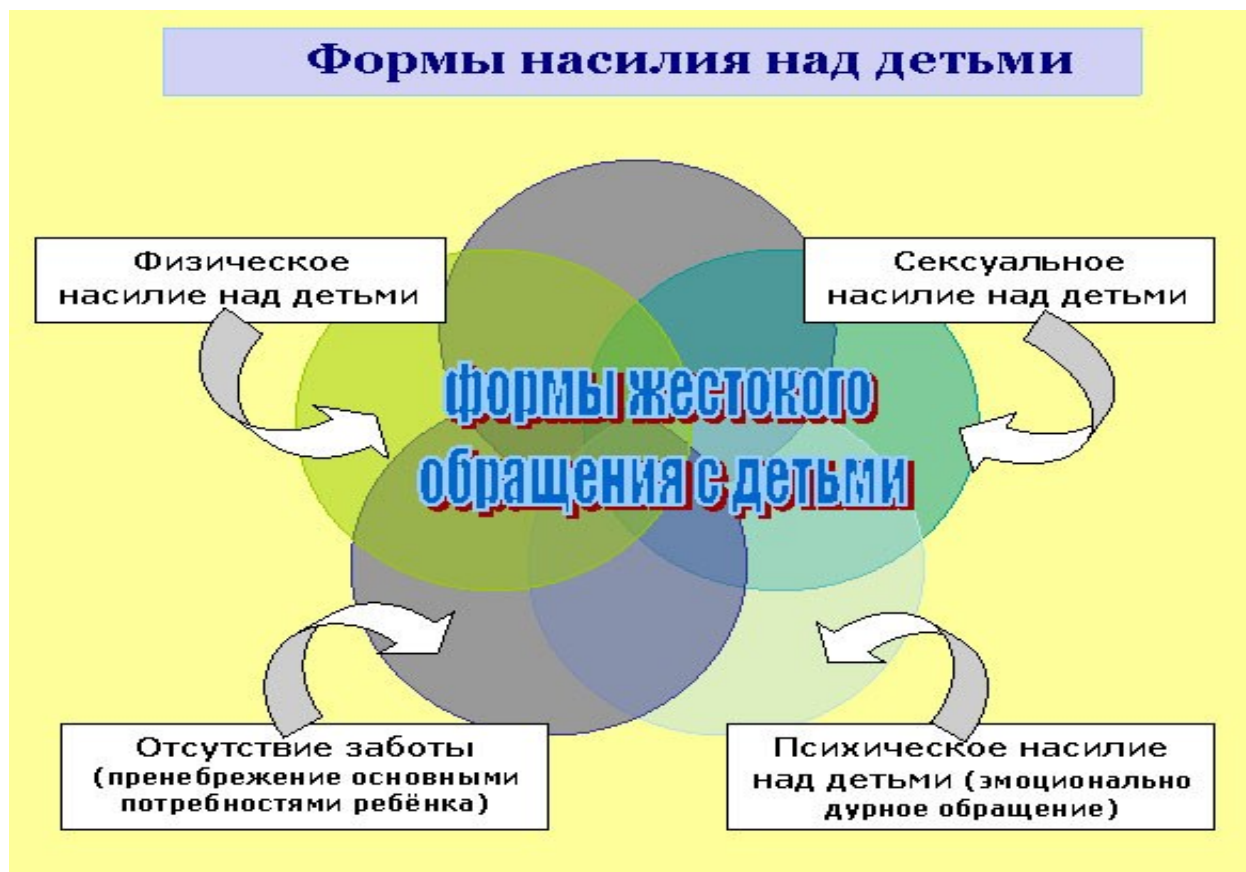 Формы насилия над детьми
Физическое
насилие над детьми
Сексуальное
насилие над детьми
формы жестокого
обращения с детьми
Отсутствие заботы
(пренебрежение основными
потребностями ребёнка)
Психическое насилие
над детьми (эмоционально
дурное обращение)